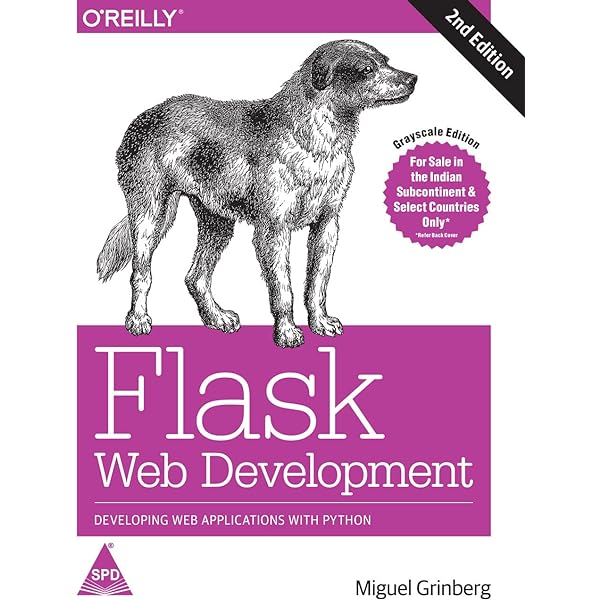 O'REILLY®
2nd Edition
Grayscale Edition
For Sale in
the Indian
Subcontinent &
Select Countries
Only*
*Refer Back Cover
Flask
Web Development
DEVELOPING WEB APPLICATIONS WITH PYTHON
®
SPD
Miguel Grinberg